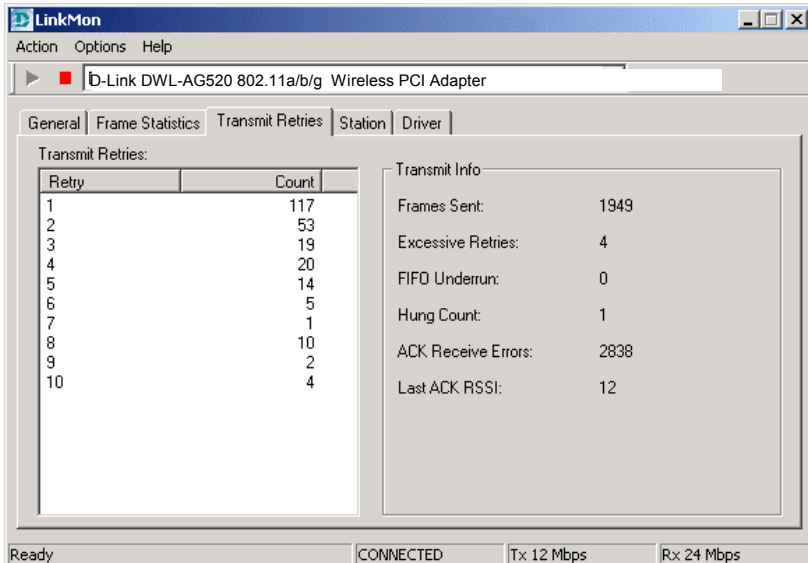 LinkMon
Action Options Help
D-Link DWL-AG520 802.11a/b/g Wireless PCI Adapter
General Frame Statistics Transmit Retries Station Driver
Transmit Retries:
Retry Count
1 117
2 53
3 19
4 20
5 14
6 5
7 1
8 10
9 2
10 4
Transmit Info
Frames Sent: 1949
Excessive Retries: 4
FIFO Underrun: 0
Hung Count: 1
ACK Receive Errors: 2838
Last ACK RSSI: 12
Ready CONNECTED Tx 12 Mbps Rx 24 Mbps